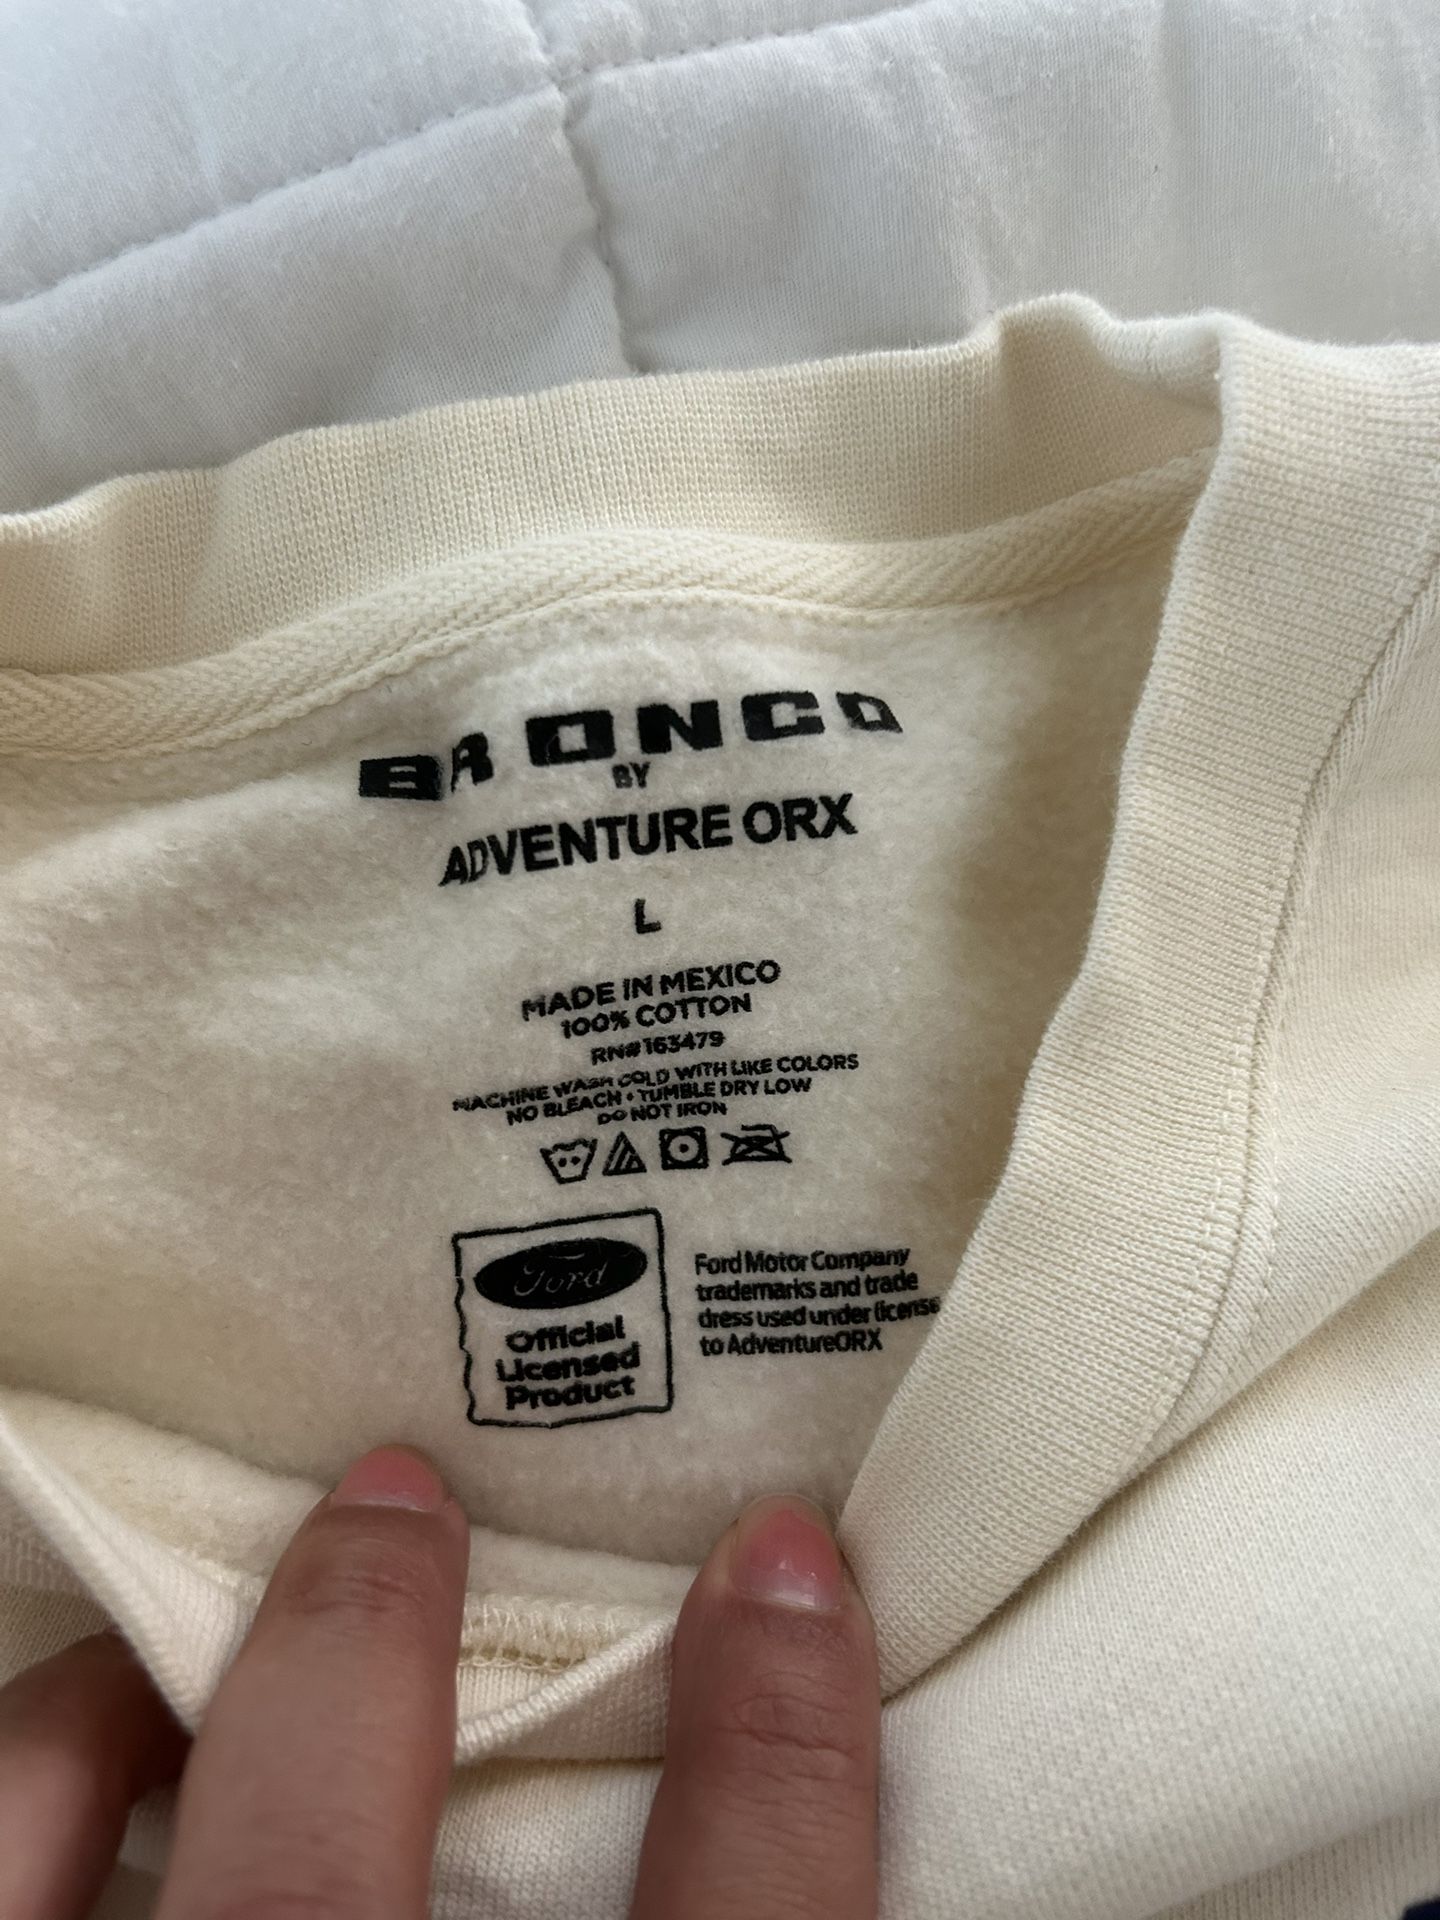 BRONCO
BY
ADVENTURE ORX
L
MADE IN MEXICO
100% COTTON
RN#163479
MACHINE WASH COLD WITH LIKE COLORS
NO BLEACH • TUMBLE DRY LOW
DO NOT IRON
Ford
Official
Licensed
Product
Ford Motor Company
trademarks and trade
dress used under license
to AdventureORX